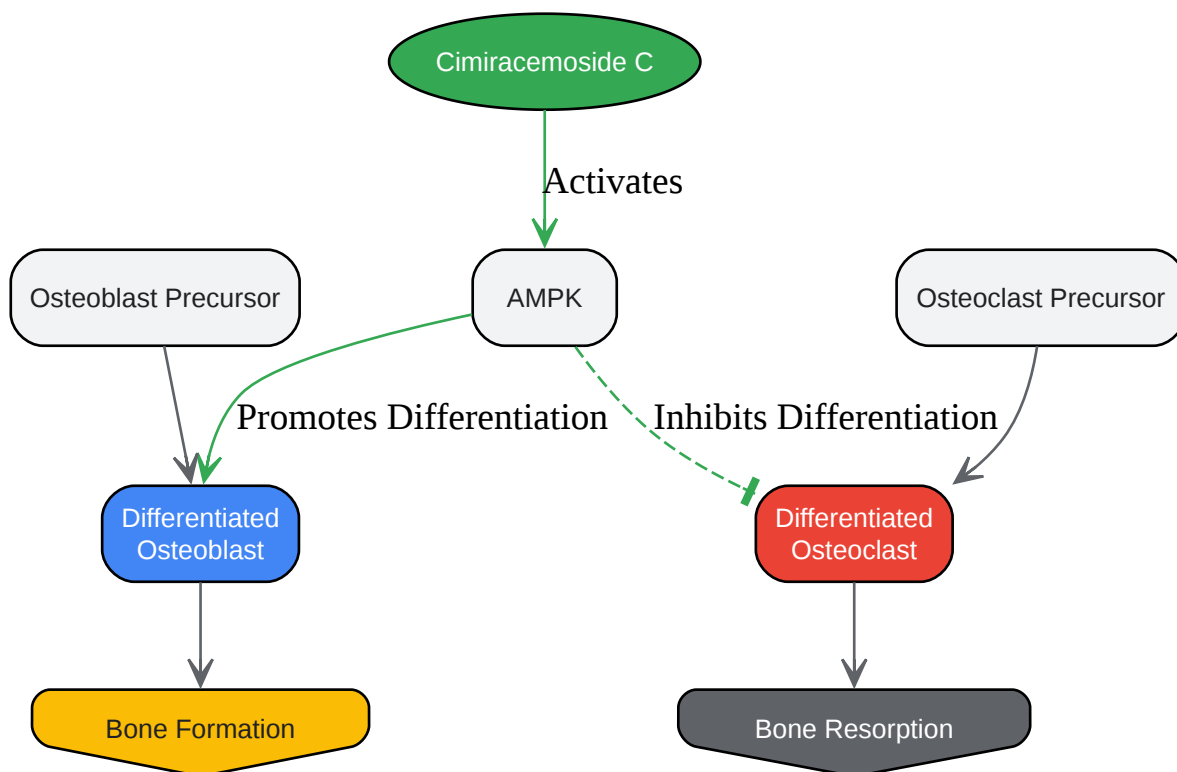 Cimiracemoside C
Activates
Osteoblast Precursor
AMPK
Osteoclast Precursor
Promotes Differentiation
Inhibits Differentiation
Differentiated
Osteoblast
Differentiated
Osteoclast
Bone Formation
Bone Resorption